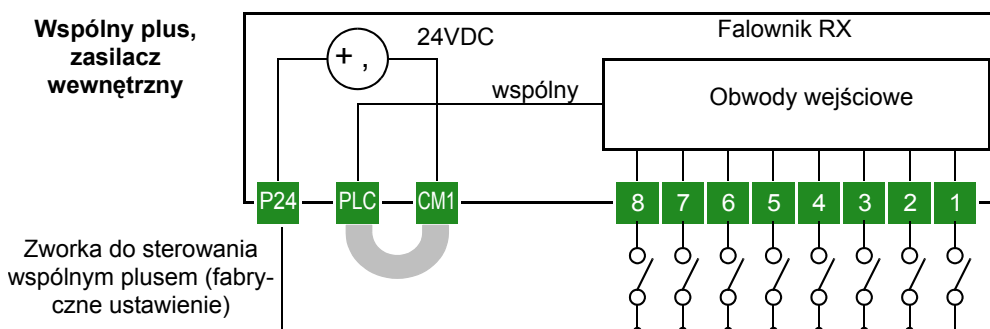 Wspólny plus,
zasilacz
wewnętrzny
24VDC
+ ,
Falownik RX
wspólny
Obwody wejściowe
P24 PLC CM1 8 7 6 5 4 3 2 1
Zworka do sterowania
wspólnym plusem (fabry-
czne ustawienie)